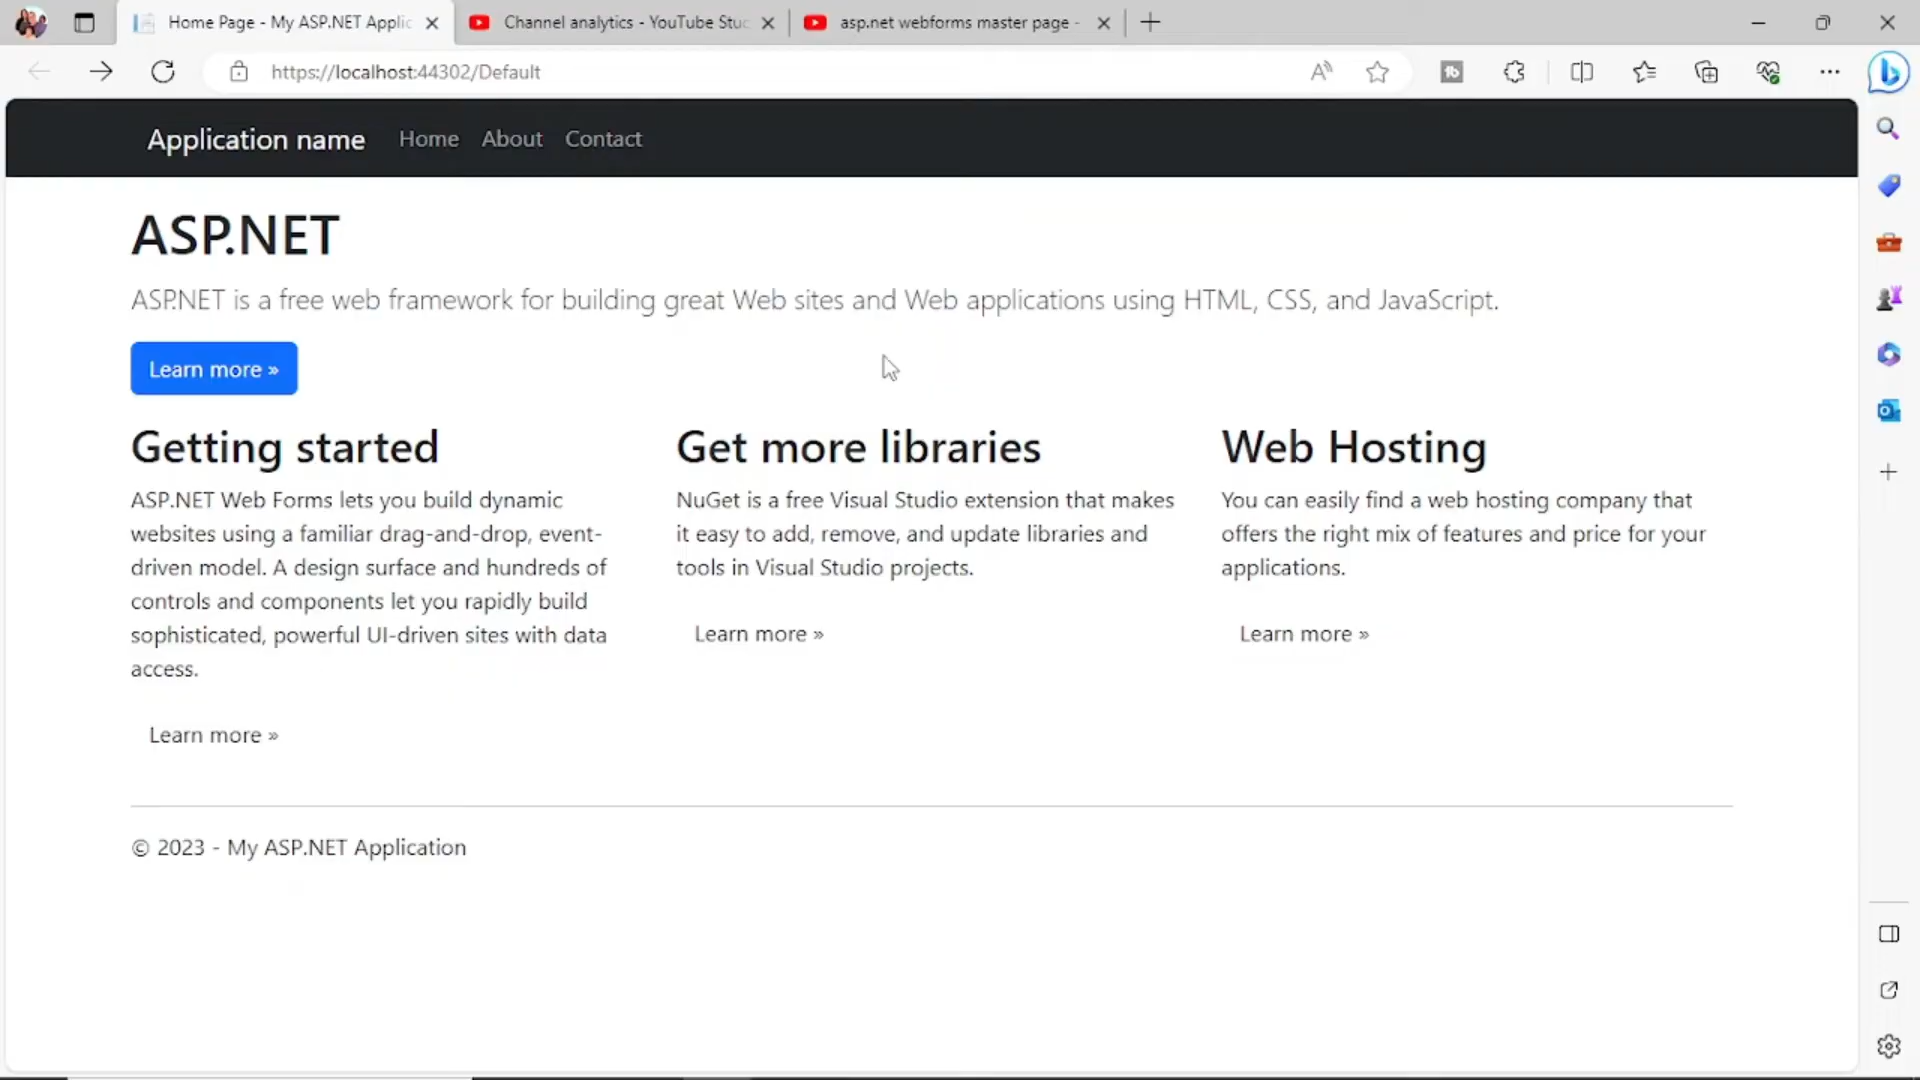 Home Page - My ASP.NET Applic
Channel analytics - YouTube Stu
asp.net webforms master page -
https://localhost:44302/Default
Application name Home About Contact
ASP.NET
ASP.NET is a free web framework for building great Web sites and Web applications using HTML, CSS, and JavaScript.
Learn more »
Getting started
ASP.NET Web Forms lets you build dynamic
websites using a familiar drag-and-drop, event-
driven model. A design surface and hundreds of
controls and components let you rapidly build
sophisticated, powerful UI-driven sites with data
access.
Learn more »
Get more libraries
NuGet is a free Visual Studio extension that makes
it easy to add, remove, and update libraries and
tools in Visual Studio projects.
Learn more »
Web Hosting
You can easily find a web hosting company that
offers the right mix of features and price for your
applications.
Learn more »
© 2023 - My ASP.NET Application